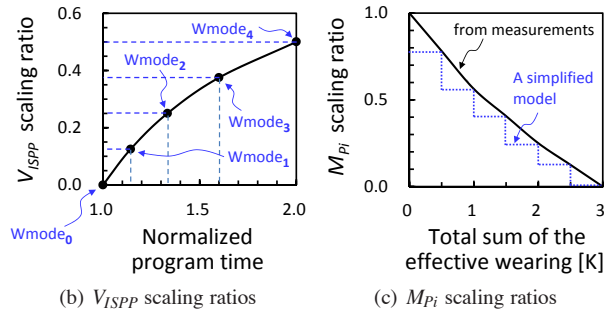 V_ISPP scaling ratio
0.6
0.4
0.2
0.0
1.0
1.5
2.0
Wmode4
Wmode2
Wmode3
Wmode1
Wmode0
Normalized
program time
(b) V_ISPP scaling ratios
M_Pi scaling ratio
1.0
0.5
0.0
0
1
2
3
from measurements
A simplified
model
Total sum of the
effective wearing [K]
(c) M_Pi scaling ratios